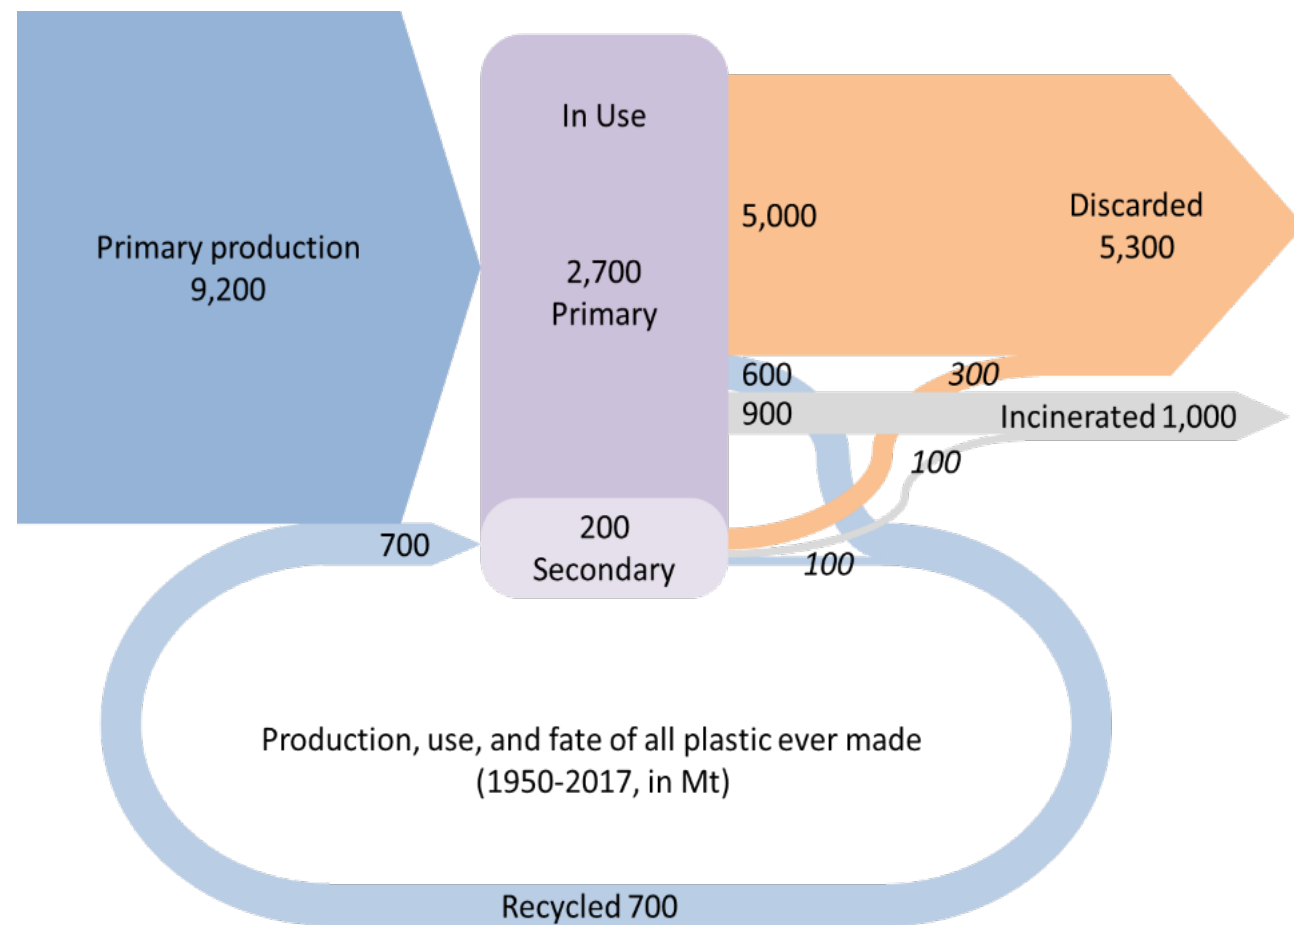 Primary production
9,200
In Use
2,700
Primary
200
Secondary
5,000
Discarded
5,300
600
300
900
Incinerated 1,000
100
100
700
Production, use, and fate of all plastic ever made
(1950-2017, in Mt)
Recycled 700